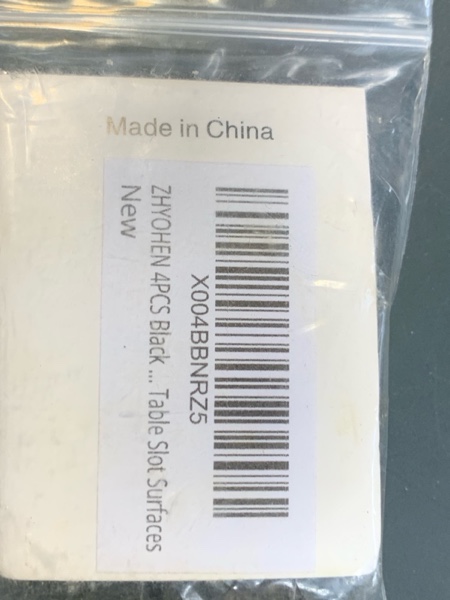 Made in China
X004BBNRZ5
ZHYOHEN 4PCS Black ... Table Slot Surfaces
New